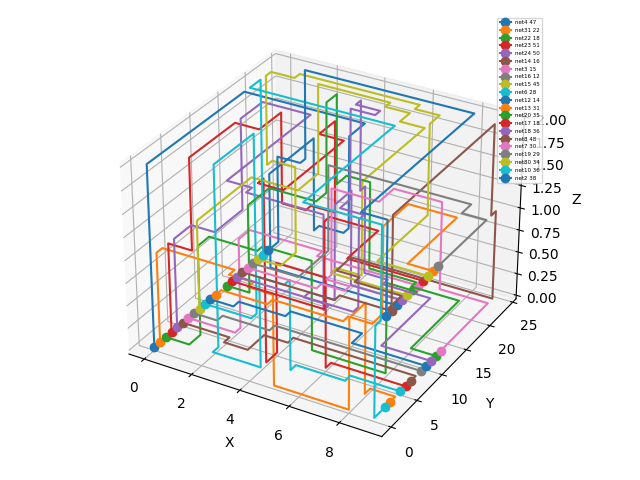 net4 47
net31 22
net22 18
net23 51
net24 50
net14 16
net3 15
net16 12
net15 45
net6 28
net12 14
net13 31
net20 35
net17 18
net18 36
net8 48
net7 30
net19 29
net10 36
net2 38
0
2
4
6
8
X
0
5
10
15
20
25
Y
0.00
0.25
0.50
0.75
1.00
1.25
.50
.75
.00
Z